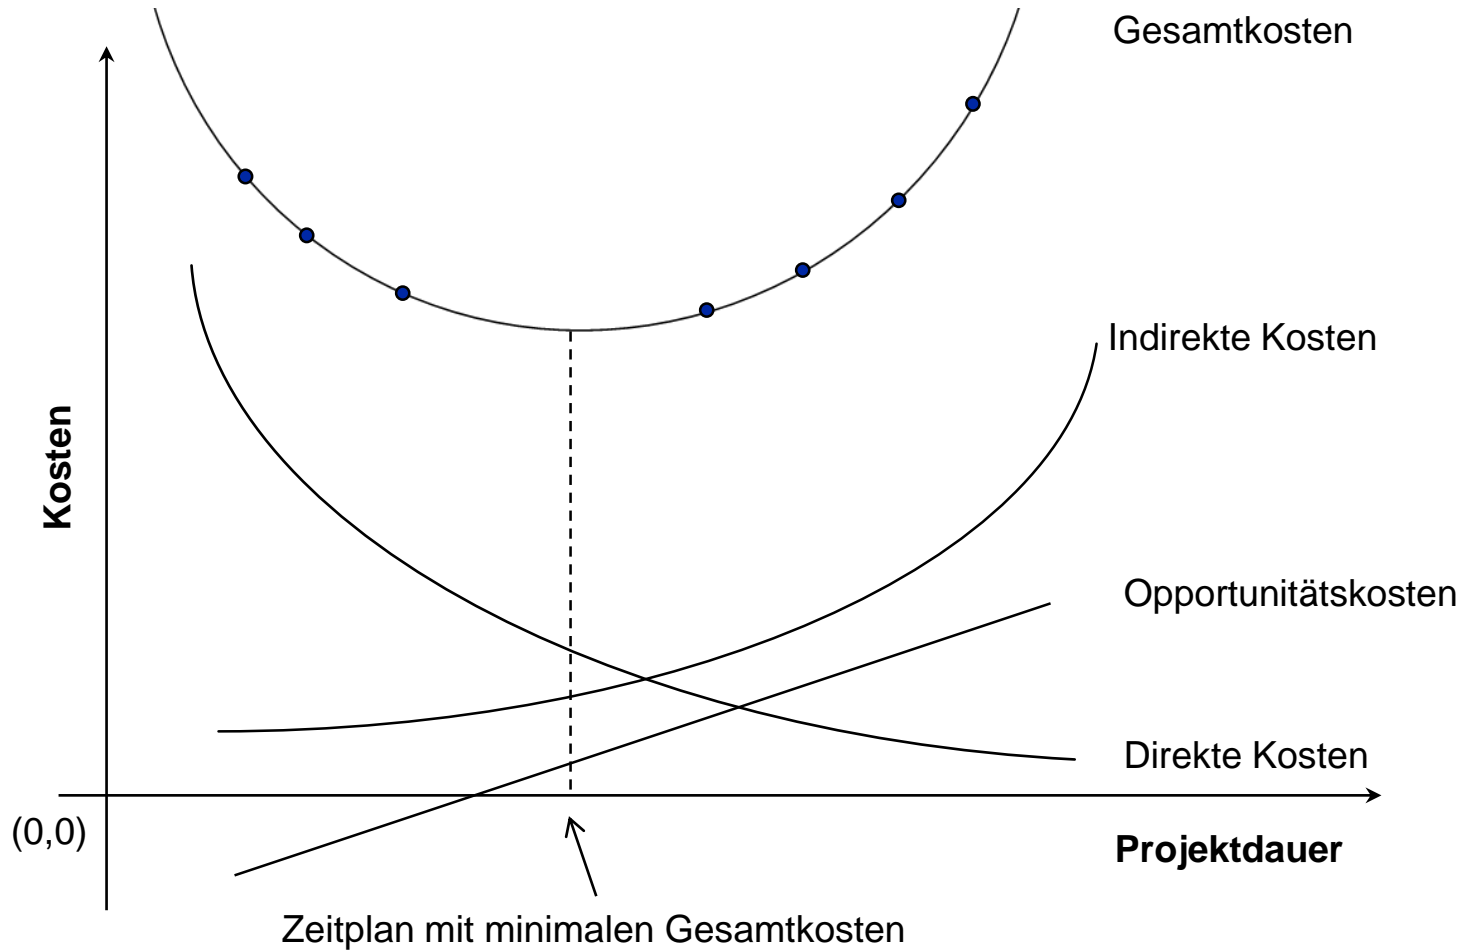 Gesamtkosten
Indirekte Kosten
Kosten
Opportunitätskosten
Direkte Kosten
(0,0)
Projektdauer
Zeitplan mit minimalen Gesamtkosten